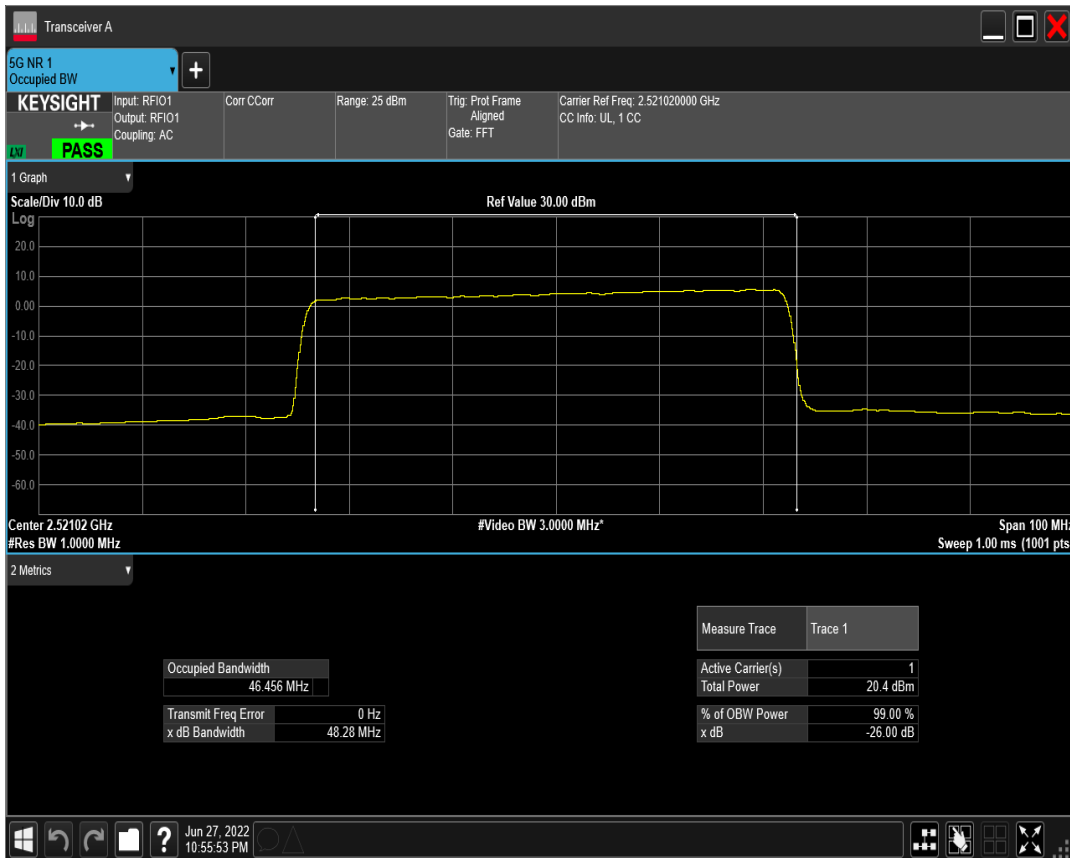 Transceiver A
5G NR 1
Occupied BW
+
KEYSIGHT
LXI
PASS
Input: RFIO1
Output: RFIO1
Coupling: AC
Corr CCorr
Range: 25 dBm
Trig: Prot Frame
Aligned
Gate: FFT
Carrier Ref Freq: 2.521020000 GHz
CC Info: UL, 1 CC
1 Graph
Scale/Div 10.0 dB
Ref Value 30.00 dBm
Log
20.0
10.0
0.00
-10.0
-20.0
-30.0
-40.0
-50.0
-60.0
Center 2.52102 GHz
#Video BW 3.0000 MHz*
Span 100 MHz
#Res BW 1.0000 MHz
Sweep 1.00 ms (1001 pts
2 Metrics
Measure Trace Trace 1
Occupied Bandwidth
46.456 MHz
Active Carrier(s) 1
Total Power 20.4 dBm
Transmit Freq Error 0 Hz
x dB Bandwidth 48.28 MHz
% of OBW Power 99.00 %
x dB -26.00 dB
?
Jun 27, 2022
10:55:53 PM